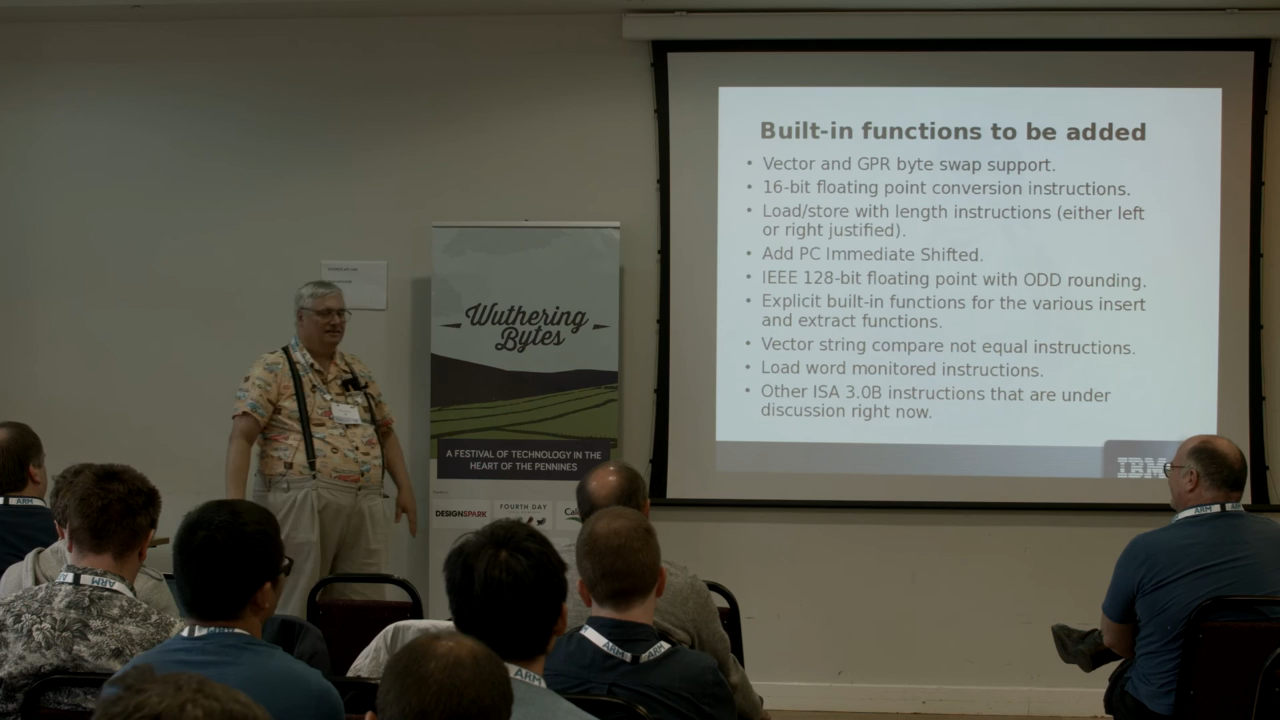 Built-in functions to be added
• Vector and GPR byte swap support.
• 16-bit floating point conversion instructions.
• Load/store with length instructions (either left
or right justified).
• Add PC Immediate Shifted.
• IEEE 128-bit floating point with ODD rounding.
• Explicit built-in functions for the various insert
and extract functions.
• Vector string compare not equal instructions.
• Load word monitored instructions.
• Other ISA 3.0B instructions that are under
discussion right now.
IBM
Wuthering
Bytes
A FESTIVAL OF TECHNOLOGY IN THE
HEART OF THE PENNINES
DESIGNSPARK
FOURTH DAY
ARM
ARM
ARM
ARM
ARM
ARM
ARM
ARM